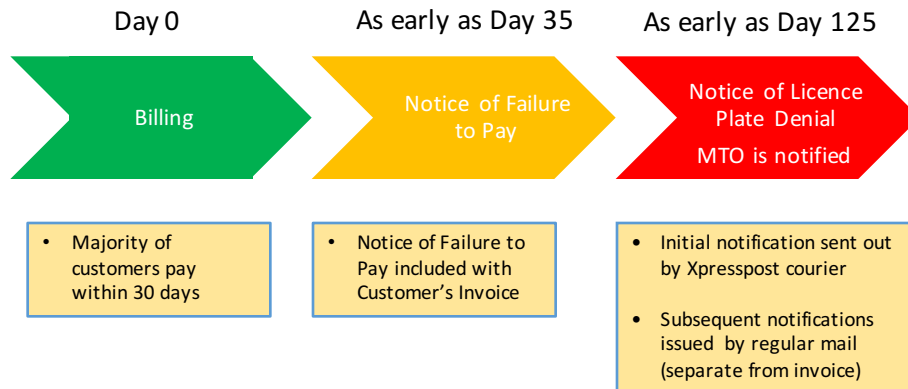 Day 0
As early as Day 35
As early as Day 125
Billing
Notice of Failure
to Pay
Notice of Licence
Plate Denial
MTO is notified
• Majority of
customers pay
within 30 days
• Notice of Failure to
Pay included with
Customer’s Invoice
• Initial notification sent out
by Xpresspost courier
• Subsequent notifications
issued by regular mail
(separate from invoice)